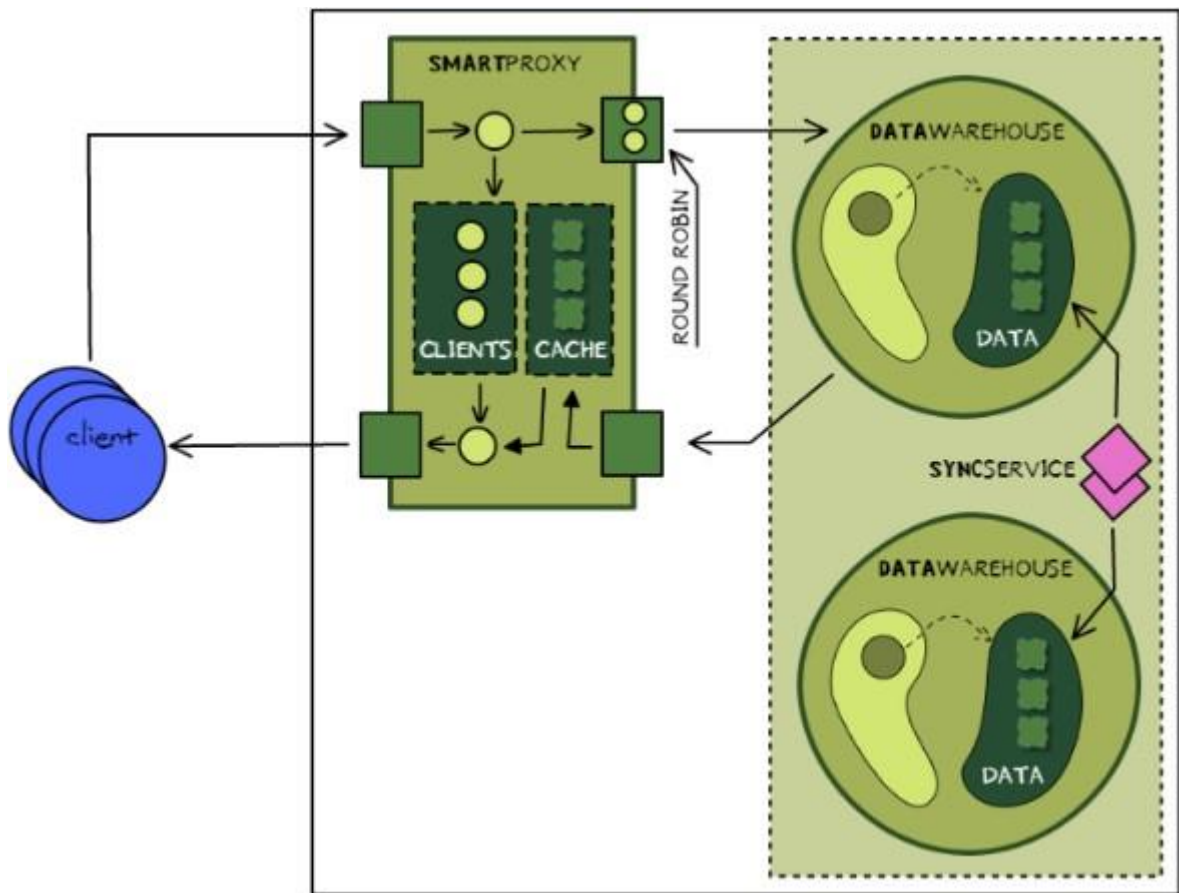 SMARTPROXY
DATAWAREHOUSE
ROUND ROBIN
CLIENTS
CACHE
DATA
client
SYNCSERVICE
DATAWAREHOUSE
DATA